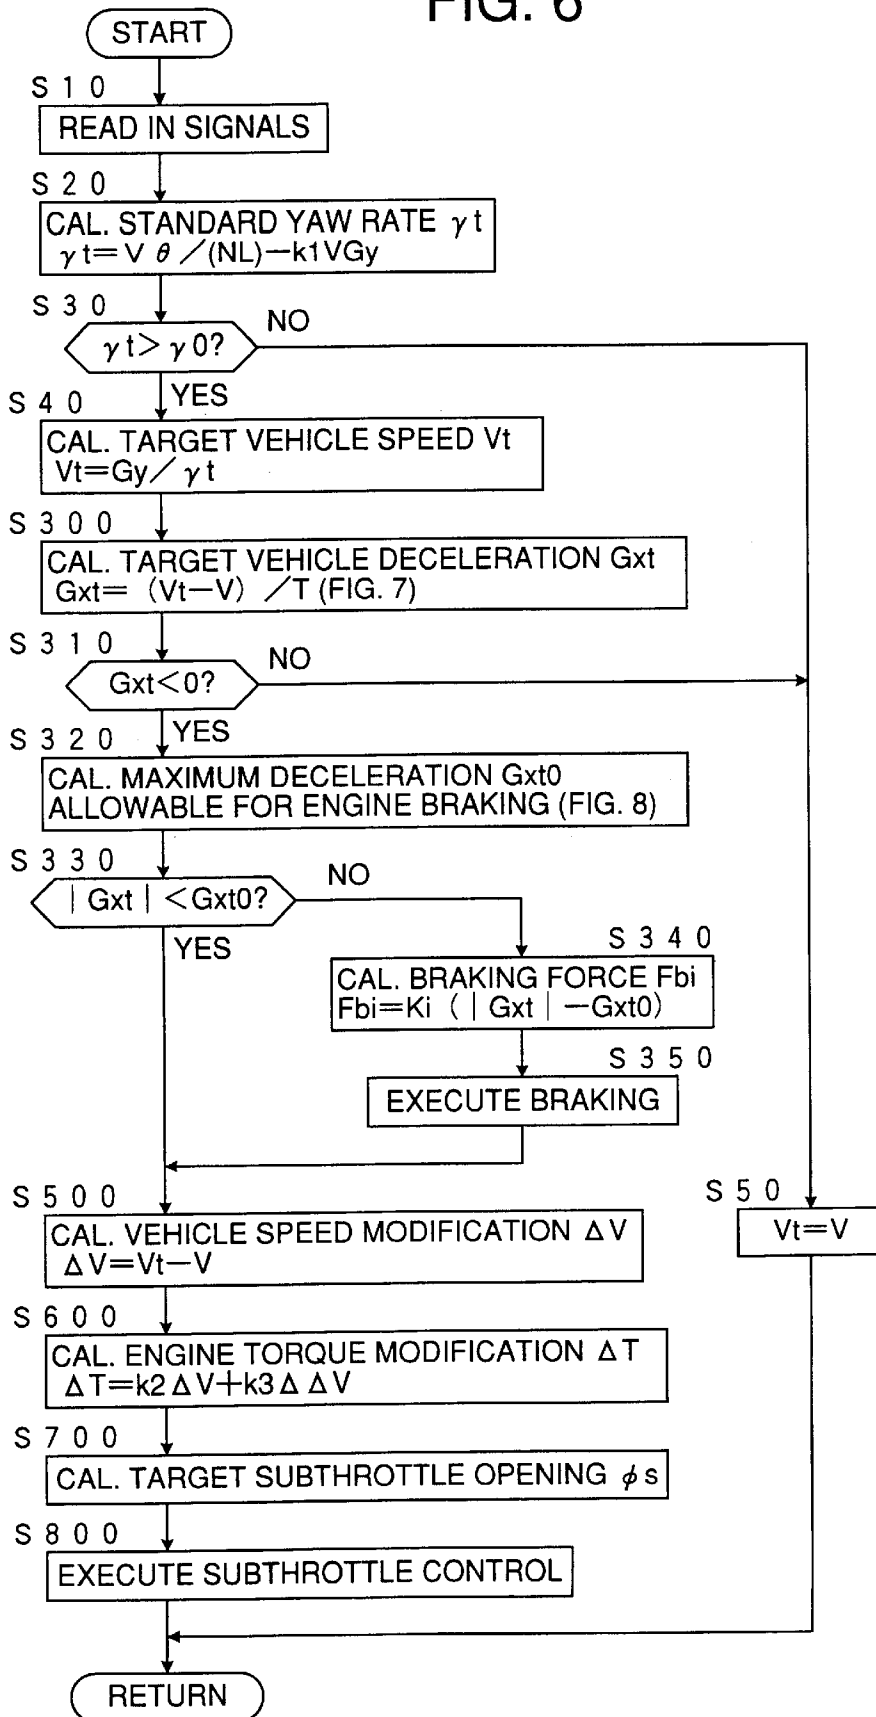 FIG. 6
START
S10
READ IN SIGNALS
S20
CAL. STANDARD YAW RATE γt
γt=Vθ/(NL)-k1VGy
S30
γt>γ0?
NO
YES
S40
CAL. TARGET VEHICLE SPEED Vt
Vt=Gy/γt
S300
CAL. TARGET VEHICLE DECELERATION Gxt
Gxt= (Vt-V) /T (FIG. 7)
S310
Gxt<0?
NO
YES
S320
CAL. MAXIMUM DECELERATION Gxt0
ALLOWABLE FOR ENGINE BRAKING (FIG. 8)
S330
|Gxt| <Gxt0?
NO
YES
S340
CAL. BRAKING FORCE Fbi
Fbi=Ki (|Gxt| -Gxt0)
S350
EXECUTE BRAKING
S500
CAL. VEHICLE SPEED MODIFICATION ΔV
ΔV=Vt-V
S50
Vt=V
S600
CAL. ENGINE TORQUE MODIFICATION ΔT
ΔT=k2ΔV+k3ΔΔV
S700
CAL. TARGET SUBTHROTTLE OPENING φs
S800
EXECUTE SUBTHROTTLE CONTROL
RETURN